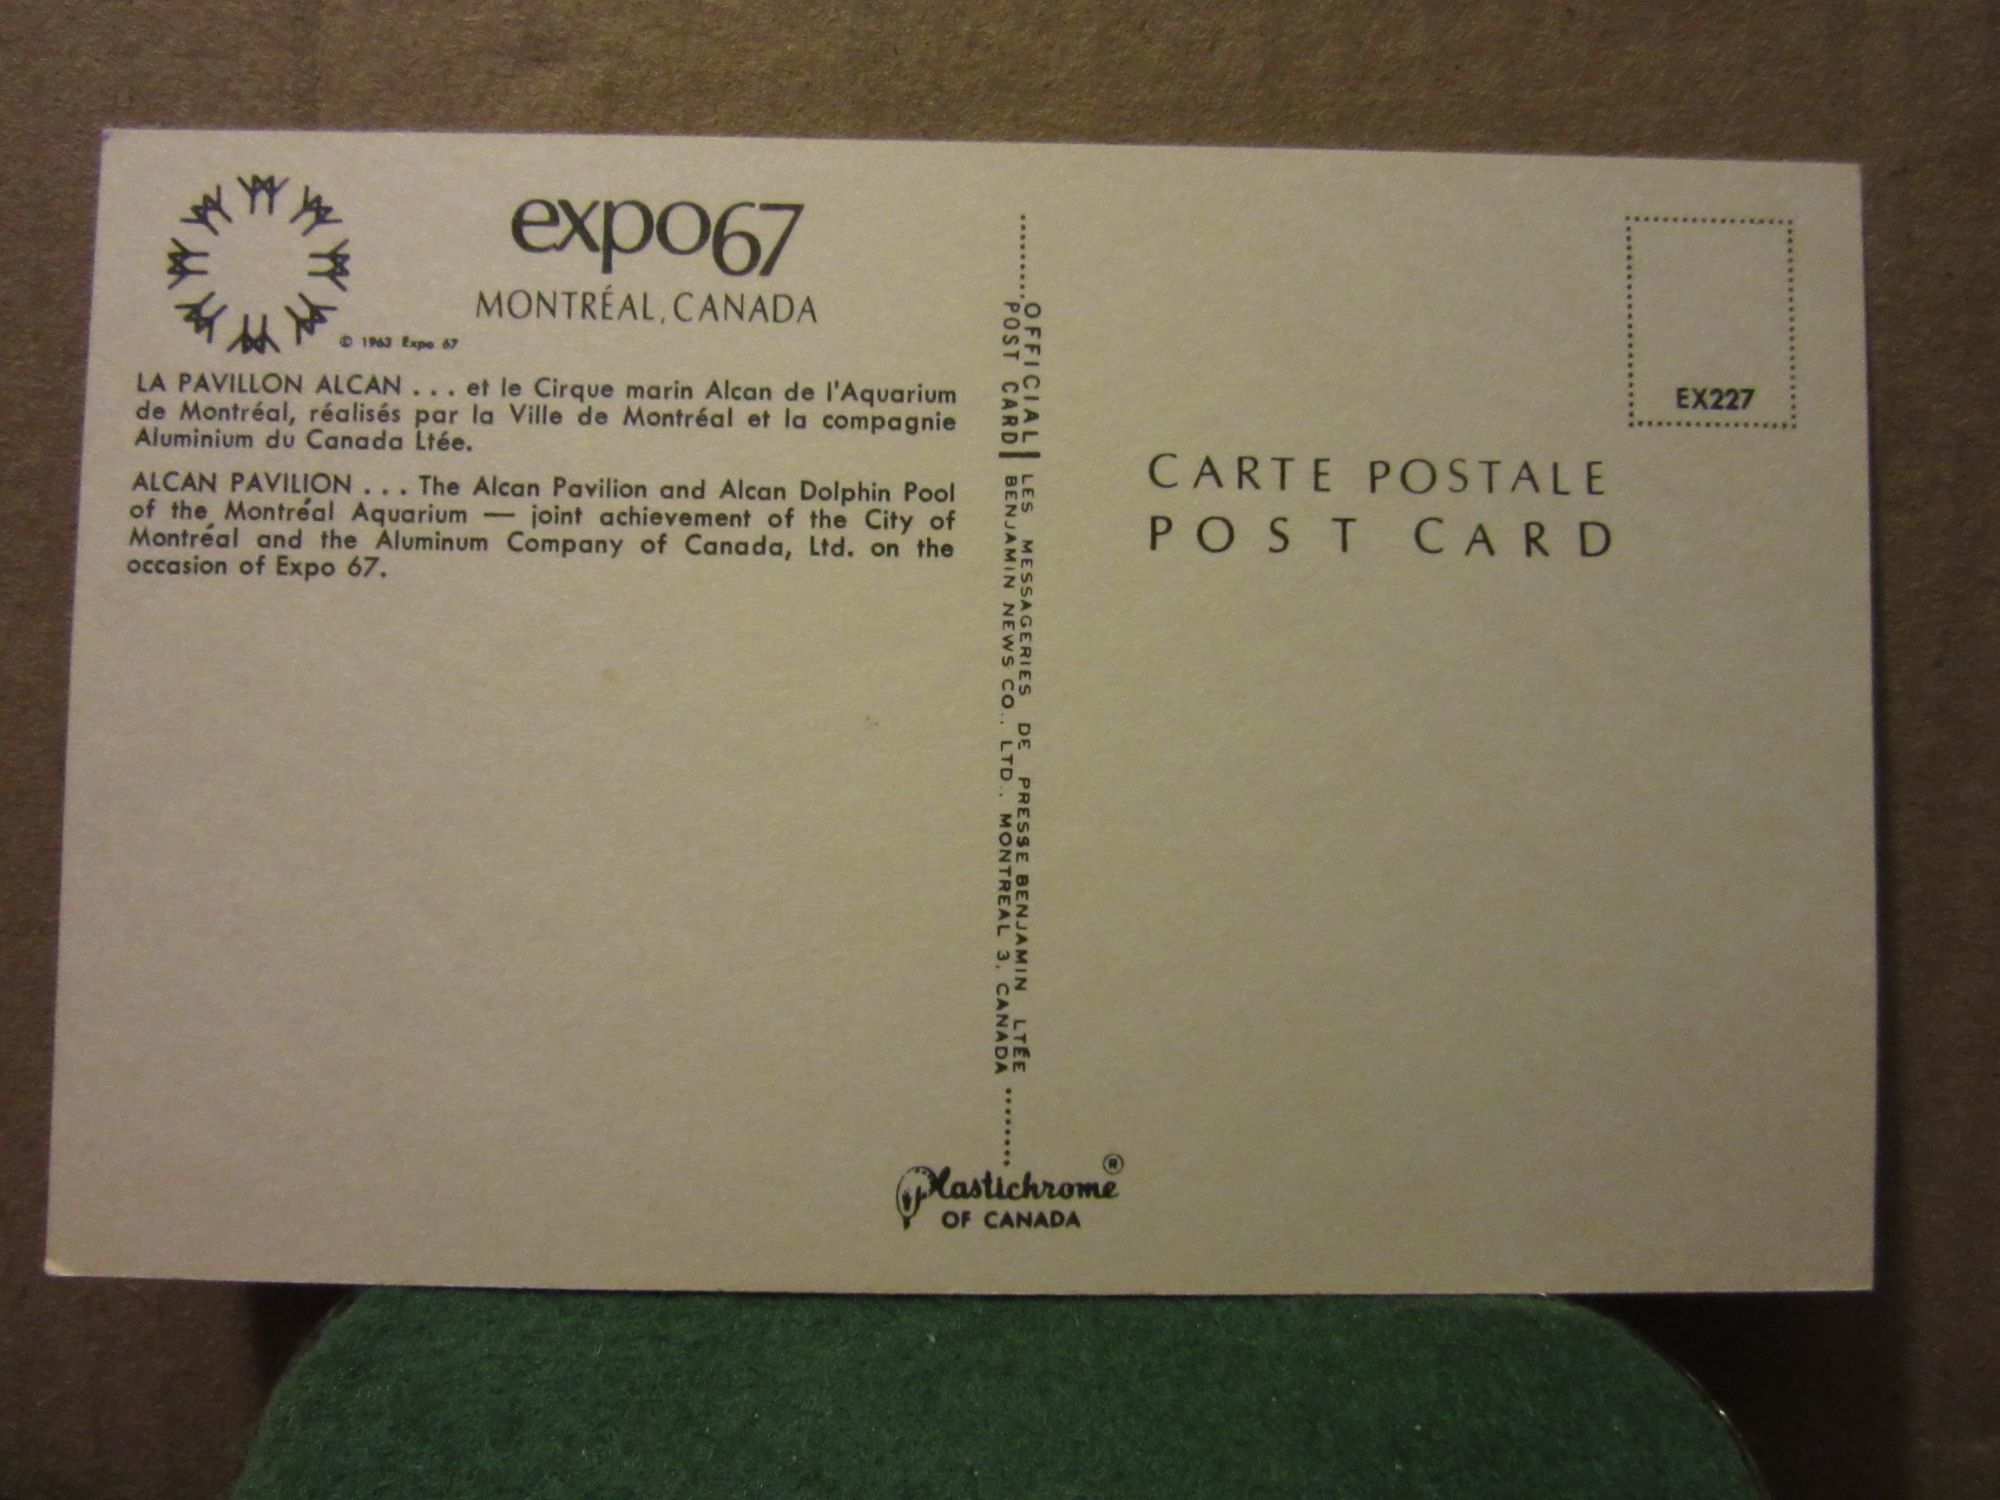 expo67
MONTRÉAL, CANADA
© 1963 Expo 67
LA PAVILLON ALCAN . . . et le Cirque marin Alcan de l'Aquarium
de Montréal, réalisés par la Ville de Montréal et la compagnie
Aluminium du Canada Ltée.
ALCAN PAVILION . . . The Alcan Pavilion and Alcan Dolphin Pool
of the Montréal Aquarium — joint achievement of the City of
Montréal and the Aluminum Company of Canada, Ltd. on the
occasion of Expo 67.
OFFICIAL | LES MESSAGERIES DE PRESSE BENJAMIN LTÉE
POST CARD | BENJAMIN NEWS CO., LTD., MONTREAL 3, CANADA
Plastichrome ®
OF CANADA
EX227
CARTE POSTALE
POST CARD